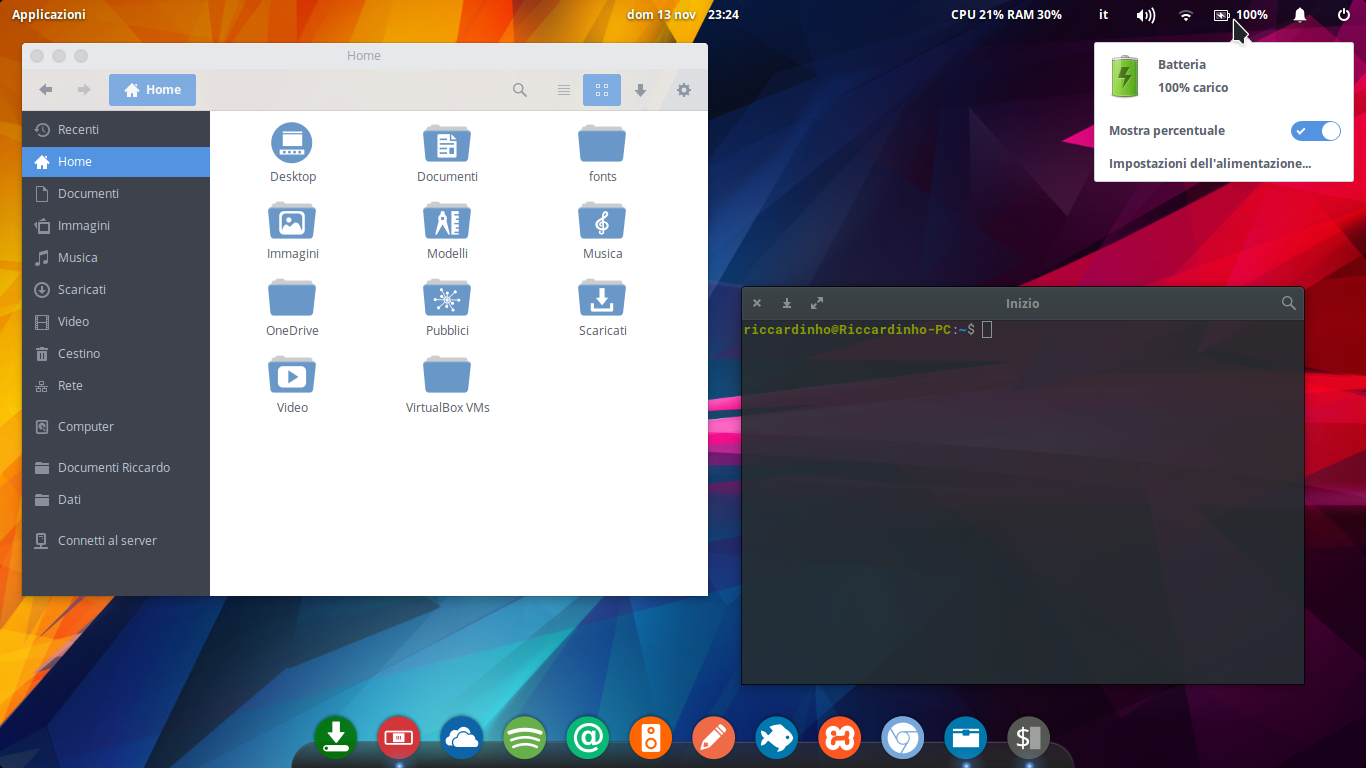 Applicazioni
dom 13 nov 23:24
CPU 21% RAM 30%
it
100%
Home
Home
Recenti
Home
Documenti
Immagini
Musica
Scaricati
Video
Cestino
Rete
Computer
Documenti Riccardo
Dati
Connetti al server
Desktop
Documenti
fonts
Immagini
Modelli
Musica
OneDrive
Pubblici
Scaricati
Video
VirtualBox VMs
Batteria
100% carico
Mostra percentuale
Impostazioni dell'alimentazione...
Inizio
riccardinho@Riccardinho-PC:~$
@
$